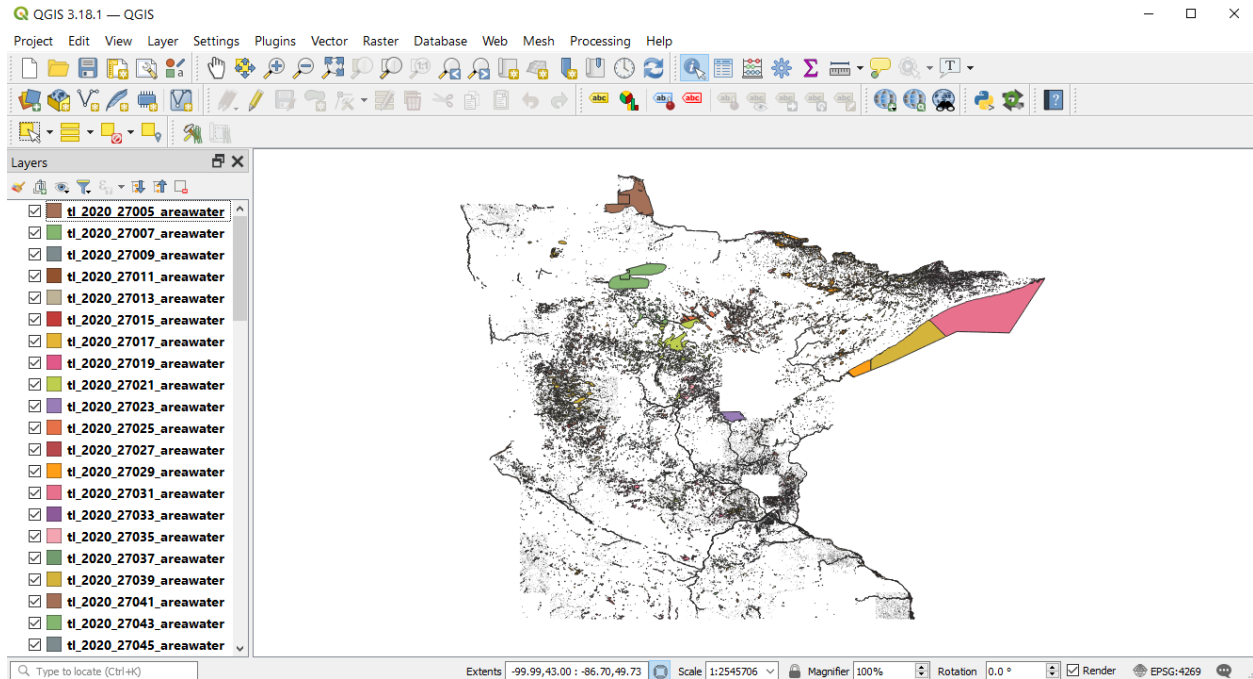 QGIS 3.18.1 — QGIS
Project Edit View Layer Settings Plugins Vector Raster Database Web Mesh Processing Help
abc abc abc
Layers
tl_2020_27005_areawater
tl_2020_27007_areawater
tl_2020_27009_areawater
tl_2020_27011_areawater
tl_2020_27013_areawater
tl_2020_27015_areawater
tl_2020_27017_areawater
tl_2020_27019_areawater
tl_2020_27021_areawater
tl_2020_27023_areawater
tl_2020_27025_areawater
tl_2020_27027_areawater
tl_2020_27029_areawater
tl_2020_27031_areawater
tl_2020_27033_areawater
tl_2020_27035_areawater
tl_2020_27037_areawater
tl_2020_27039_areawater
tl_2020_27041_areawater
tl_2020_27043_areawater
tl_2020_27045_areawater
Type to locate (Ctrl+K) Extents -99.99,43.00 : -86.70,49.73 Scale 1:2545706 Magnifier 100% Rotation 0.0 ° Render EPSG:4269